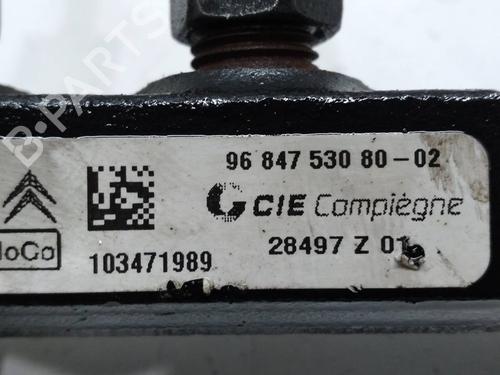 B-PARTS
96 847 530 80-02
CIE Compiègne
28497 Z 01
103471989